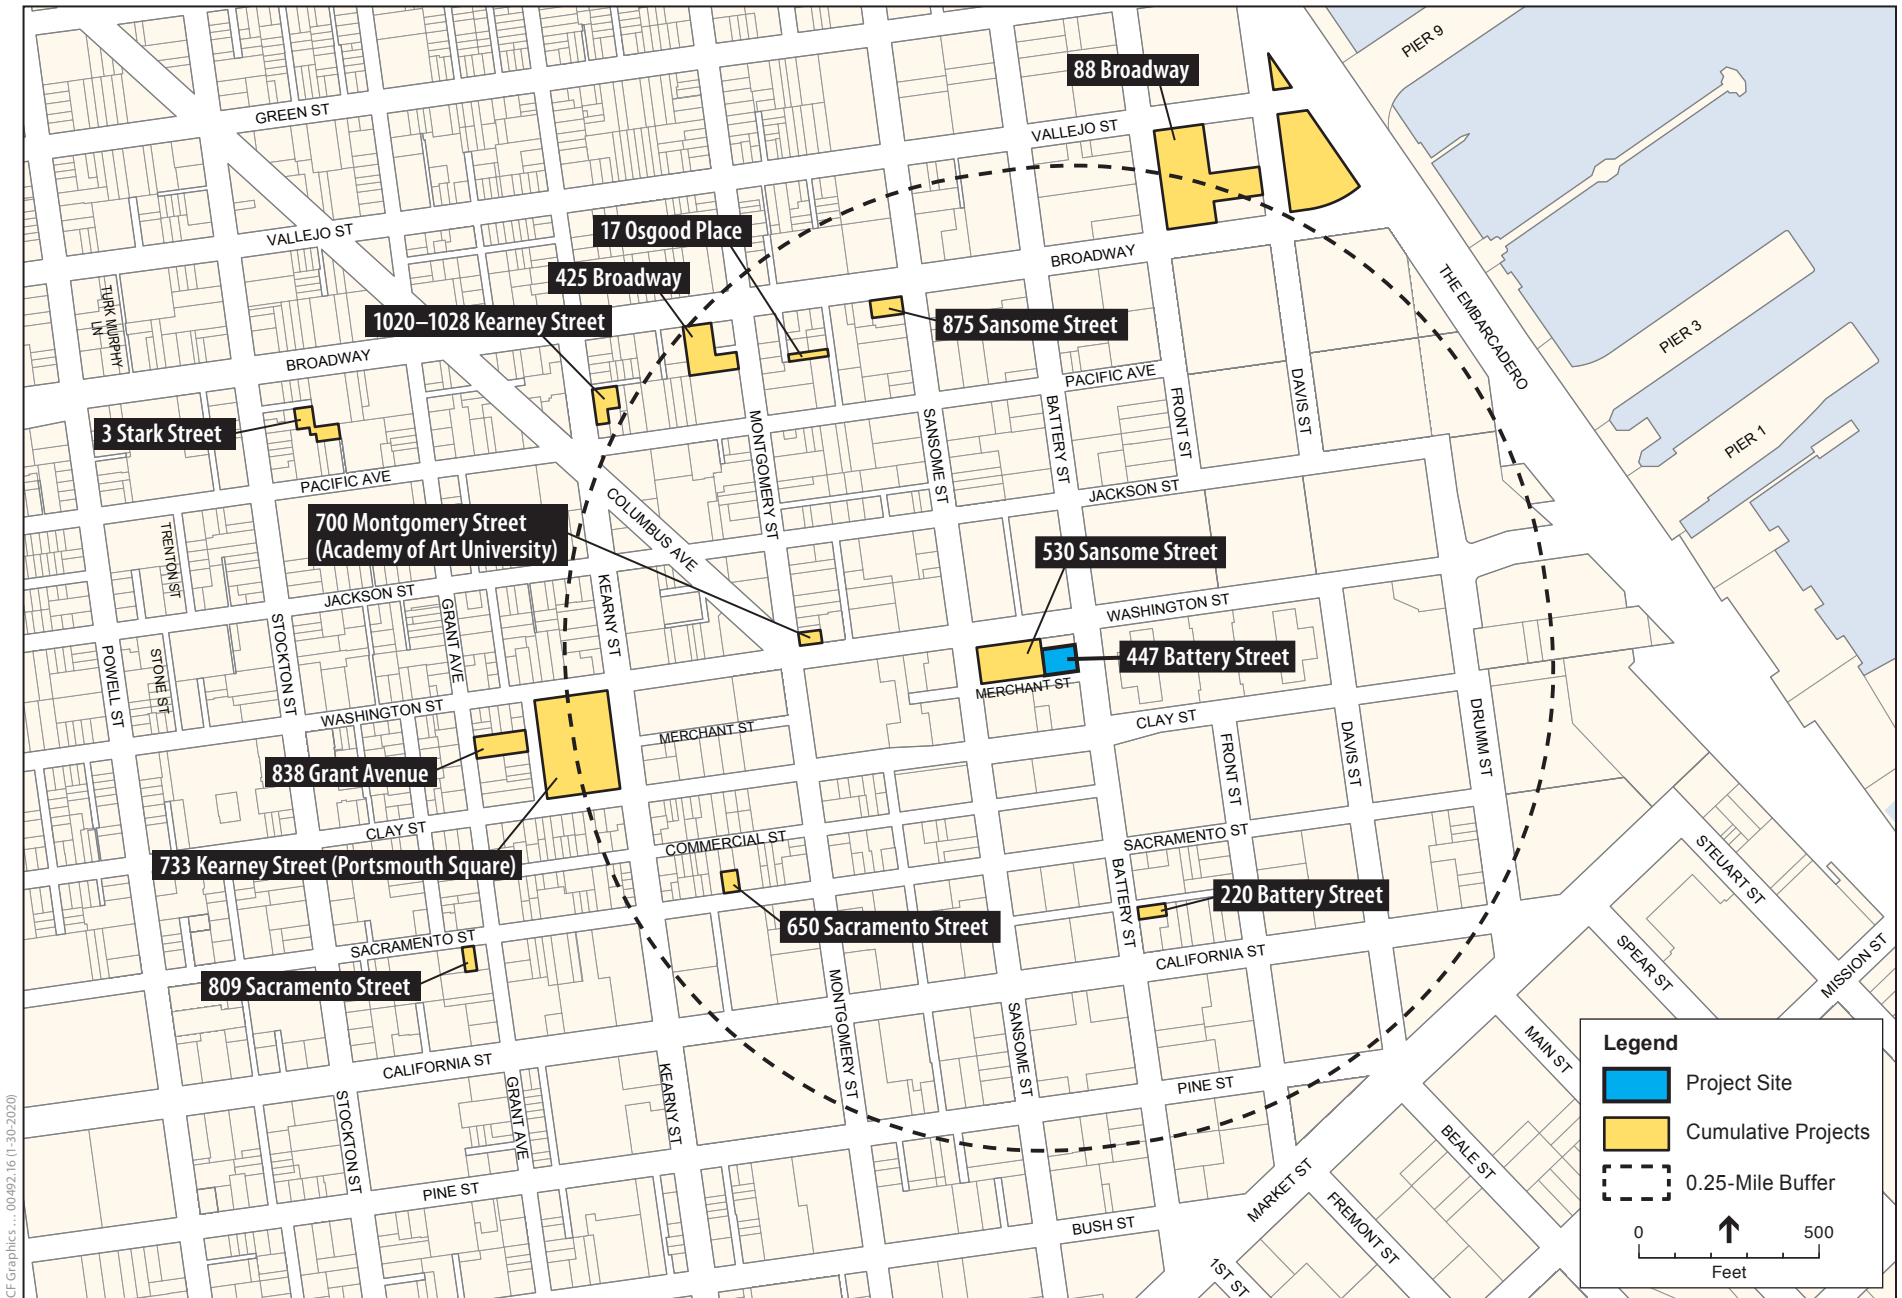 PIER 9
88 Broadway
GREEN ST
VALLEJO ST
VALLEJO ST
17 Osgood Place
BROADWAY
425 Broadway
TURK MURPHY
LN
1020–1028 Kearney Street
875 Sansome Street
THE EMBARCADERO
PIER 3
BROADWAY
PACIFIC AVE
DAVIS ST
FRONT ST
BATTERY ST
SANSOME ST
MONTGOMERY ST
3 Stark Street
PIER 1
PACIFIC AVE
JACKSON ST
COLUMBUS AVE
700 Montgomery Street
(Academy of Art University)
TRENTON ST
530 Sansome Street
JACKSON ST
KEARNY ST
WASHINGTON ST
GRANT AVE
STOCKTON ST
STONE ST
POWELL ST
447 Battery Street
MERCHANT ST
WASHINGTON ST
CLAY ST
MERCHANT ST
FRONT ST
DAVIS ST
DRUMM ST
838 Grant Avenue
CLAY ST
SACRAMENTO ST
COMMERCIAL ST
733 Kearney Street (Portsmouth Square)
STEUART ST
BATTERY ST
220 Battery Street
650 Sacramento Street
SACRAMENTO ST
CALIFORNIA ST
SPEAR ST
MISSION ST
809 Sacramento Street
MONTGOMERY ST
SANSOME ST
MAIN ST
CALIFORNIA ST
KEARNY ST
GRANT AVE
STOCKTON ST
PINE ST
BEALE ST
PINE ST
MARKET ST
FREMONT ST
BUSH ST
1ST ST
Legend
Project Site
Cumulative Projects
0.25-Mile Buffer
0
500
Feet
CF Graphics … 00492.16 (1-30-2020)